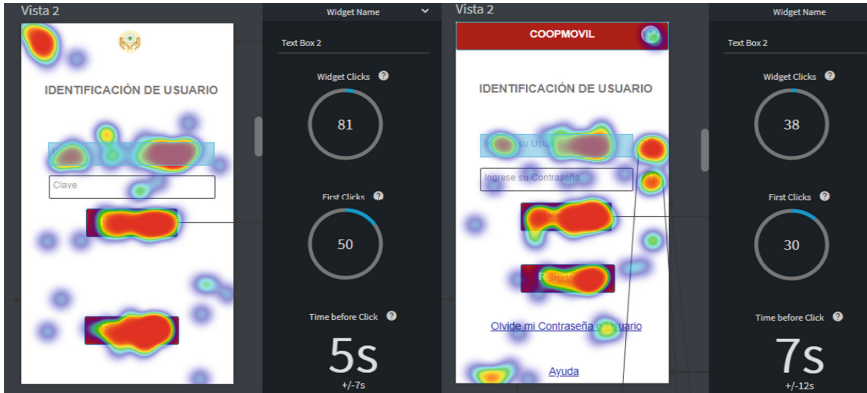 Vista 2
IDENTIFICACIÓN DE USUARIO
Clave
Widget Name
Text Box 2
Widget Clicks ?
81
First Clicks ?
50
Time before Click ?
5s
+/-7s
Vista 2
COOPMOVIL
IDENTIFICACIÓN DE USUARIO
su Usu
Ingrese su Contraseña
Olvide mi Contraseña o Usuario
Ayuda
Widget Name
Text Box 2
Widget Clicks ?
38
First Clicks ?
30
Time before Click ?
7s
+/-12s